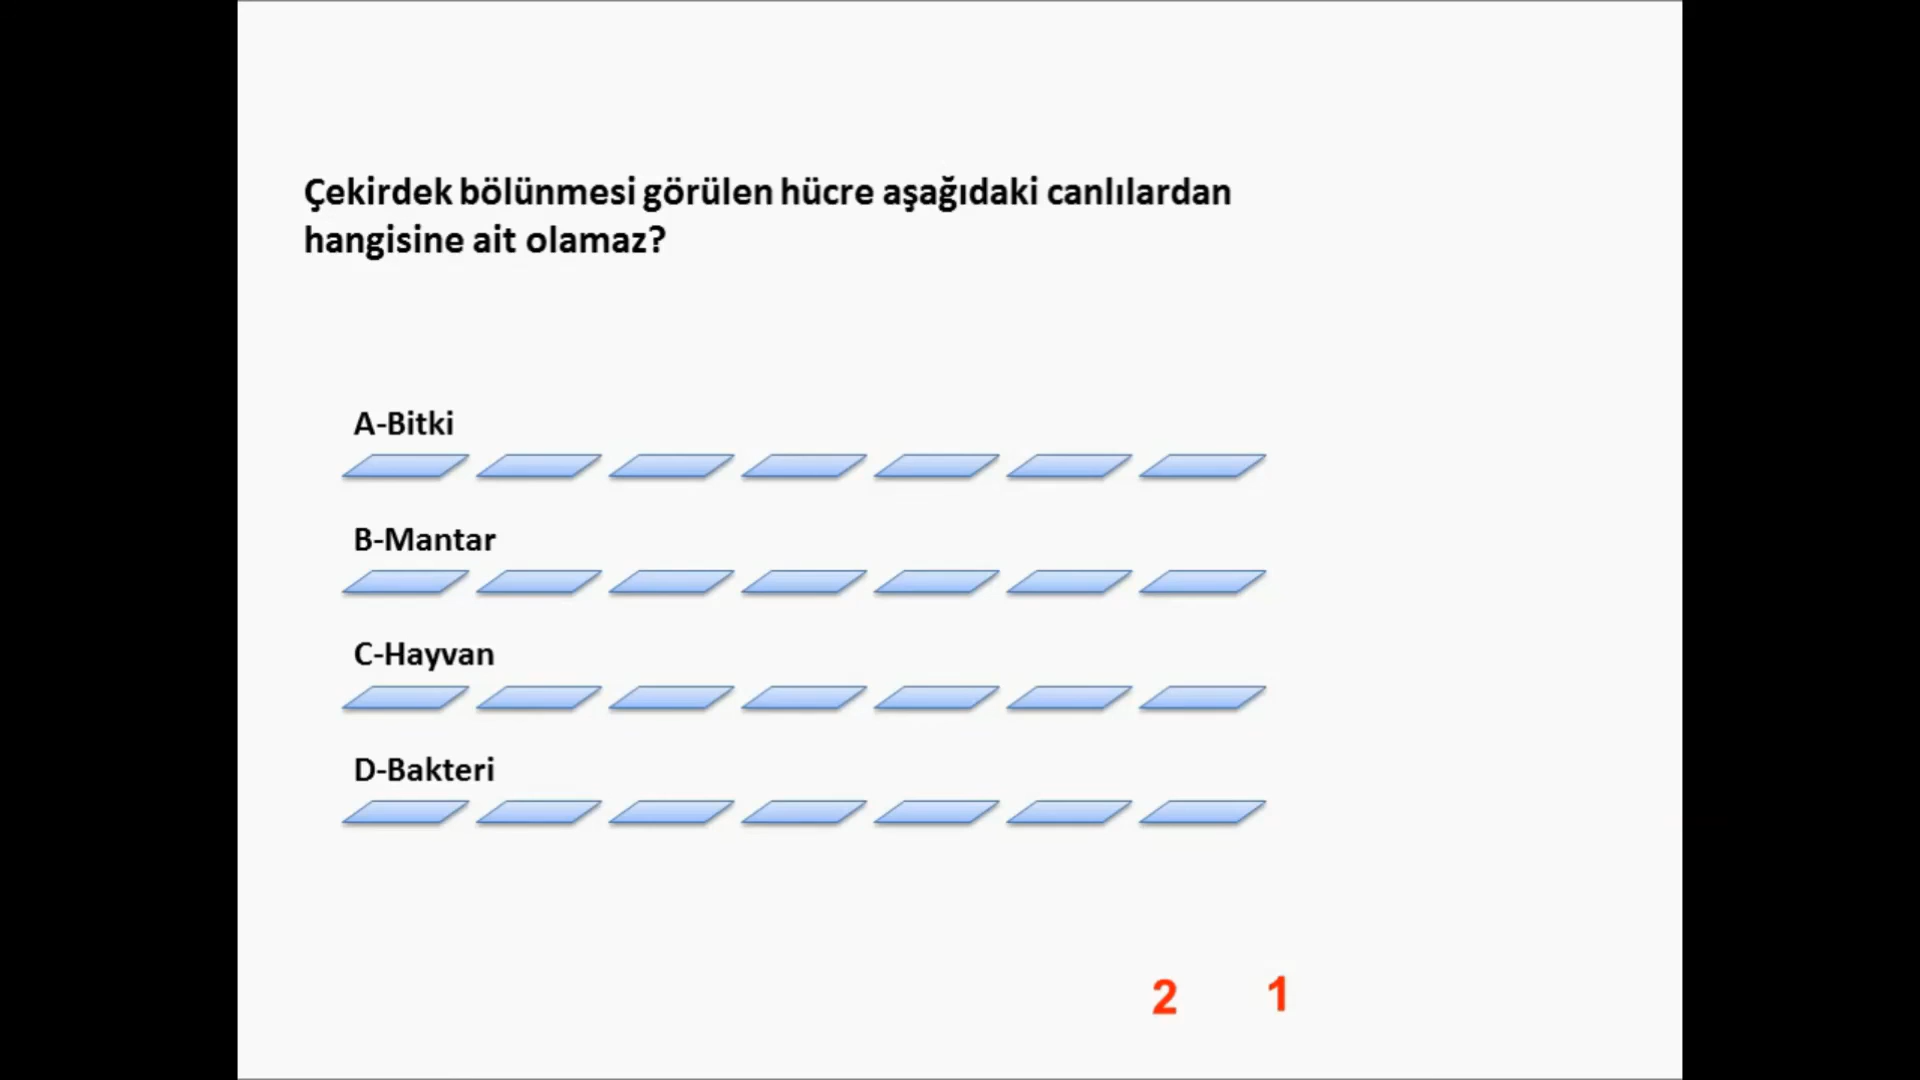 Çekirdek bölünmesi görülen hücre aşağıdaki canlılardan
hangisine ait olamaz?
A-Bitki
B-Mantar
C-Hayvan
D-Bakteri
2 1